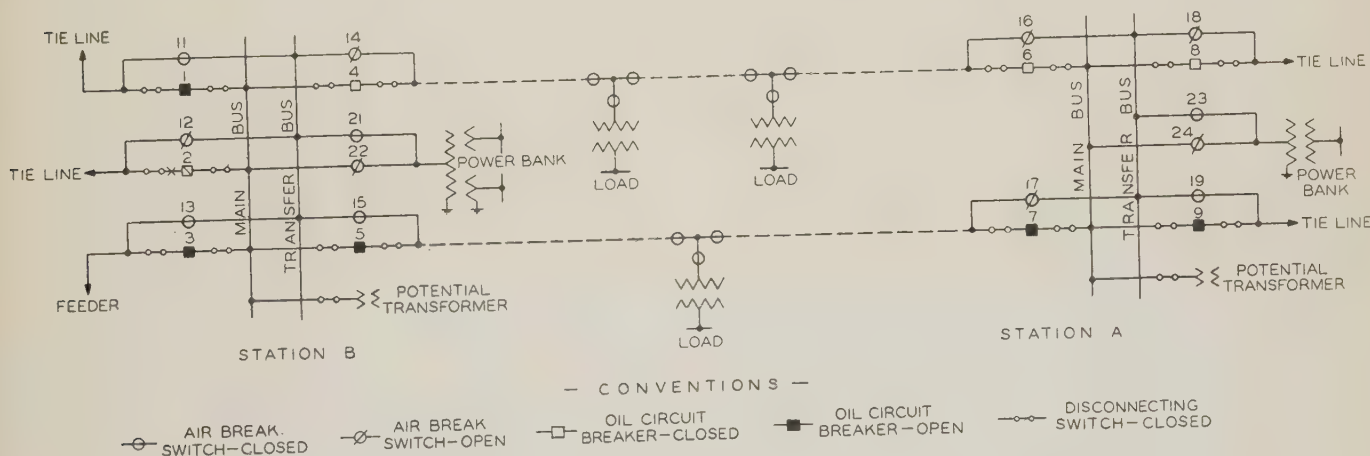 TIE LINE
11
14
1
4
BUS
BUS
12
21
2
22
POWER BANK
TIE LINE
13
15
3
5
MAIN
TRANSFER
FEEDER
POTENTIAL
TRANSFORMER
STATION B
LOAD
LOAD
LOAD
16
18
6
8
TIE LINE
BUS
BUS
23
24
POWER
BANK
MAIN
TRANSFER
17
19
7
9
TIE LINE
POTENTIAL
TRANSFORMER
STATION A
— CONVENTIONS —
AIR BREAK.
SWITCH—CLOSED
AIR BREAK
SWITCH—OPEN
OIL CIRCUIT
BREAKER—CLOSED
OIL CIRCUIT
BREAKER—OPEN
DISCONNECTING
SWITCH—CLOSED